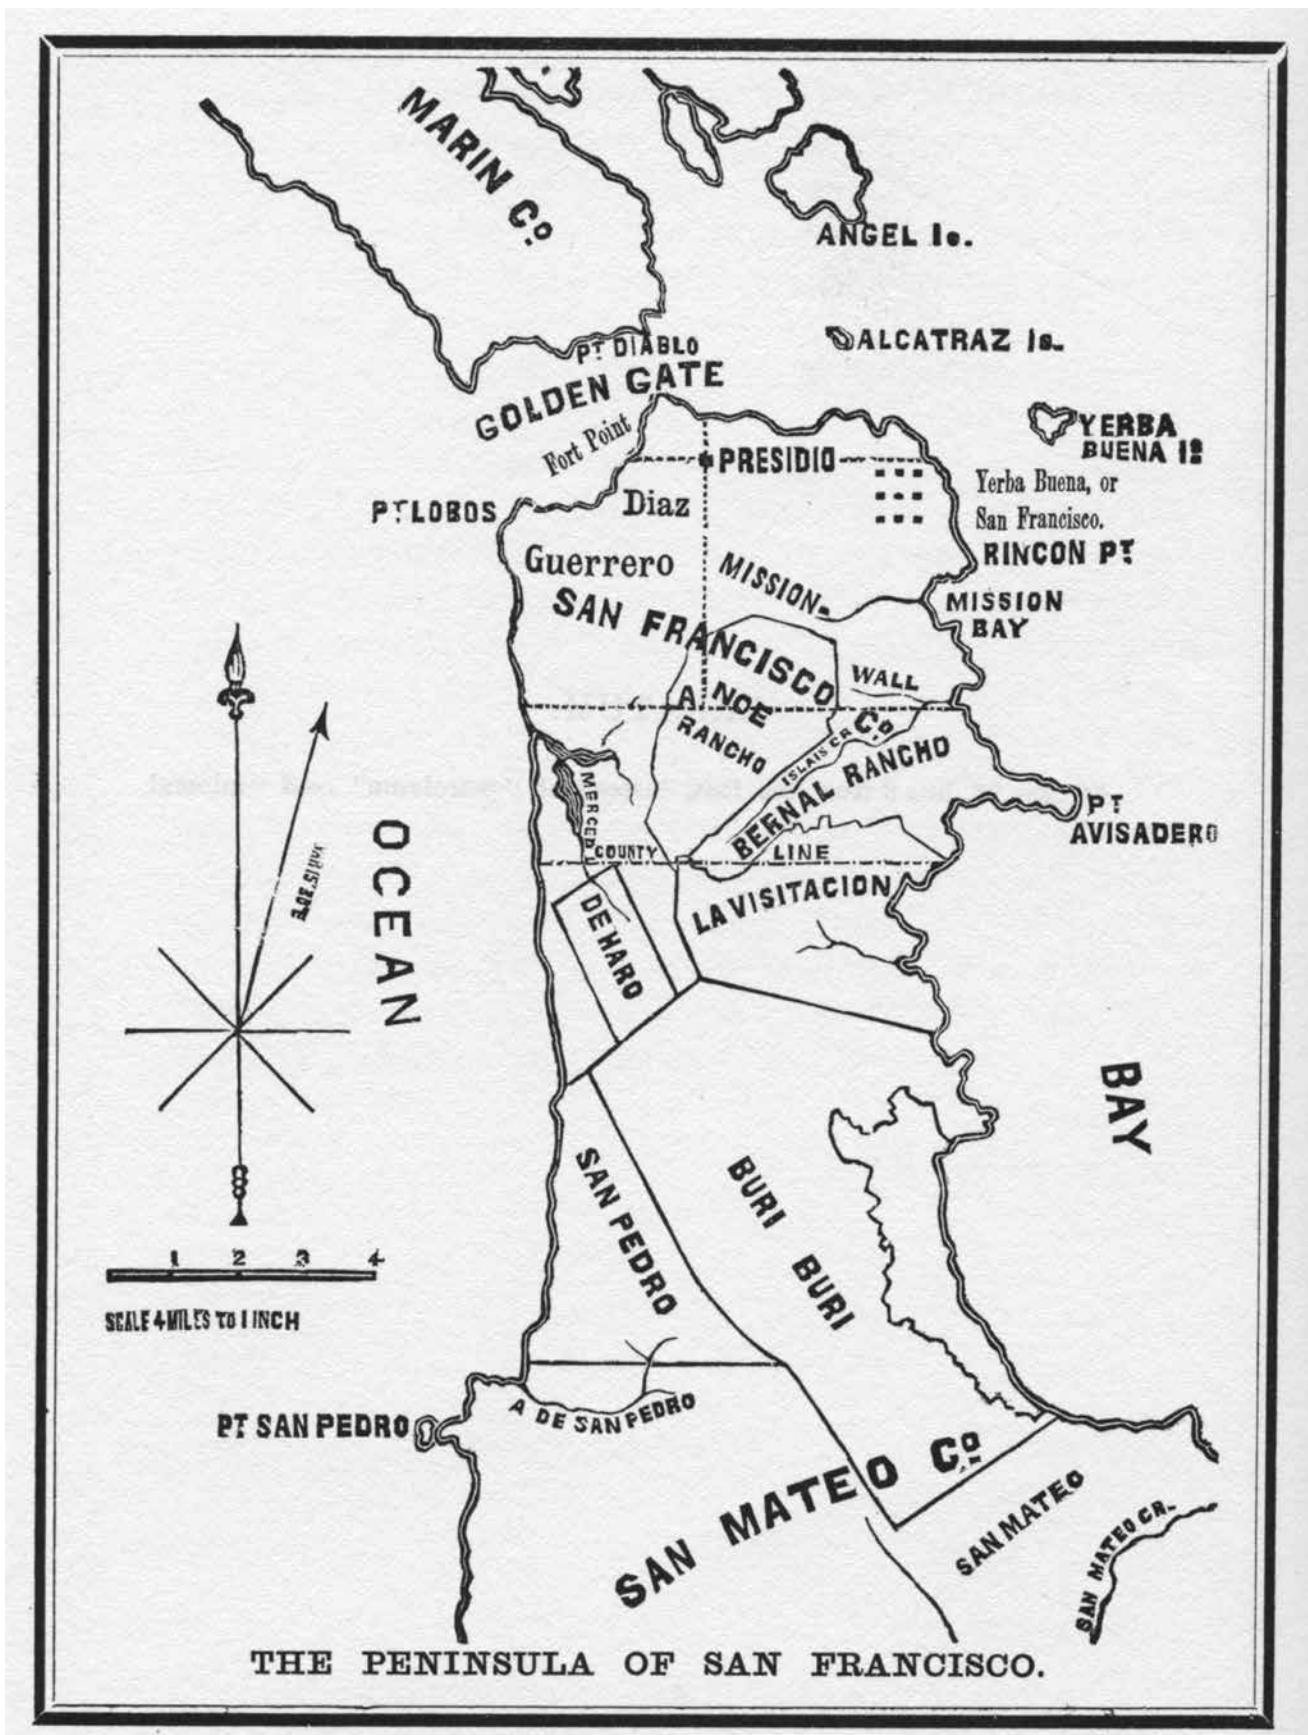 MARIN Cº
ANGEL Is.
ALCATRAZ Is.
PT DIABLO
GOLDEN GATE
Fort Point
YERBA
BUENA Is
PRESIDIO
Yerba Buena, or
San Francisco.
PT LOBOS
Diaz
RINCON PT
Guerrero
MISSION
MISSION
BAY
SAN FRANCISCO Cº
WALL
A NOE
RANCHO
ISLAIS CR
BERNAL RANCHO
MERCED L
PT
AVISADERO
COUNTY LINE
LA VISITACION
DE HARO
OCEAN
BAY
SAN PEDRO
BURI BURI
1 2 3 4
SCALE 4 MILES TO 1 INCH
A DE SAN PEDRO
PT SAN PEDRO
SAN MATEO Cº
SAN MATEO
SAN MATEO CR.
THE PENINSULA OF SAN FRANCISCO.